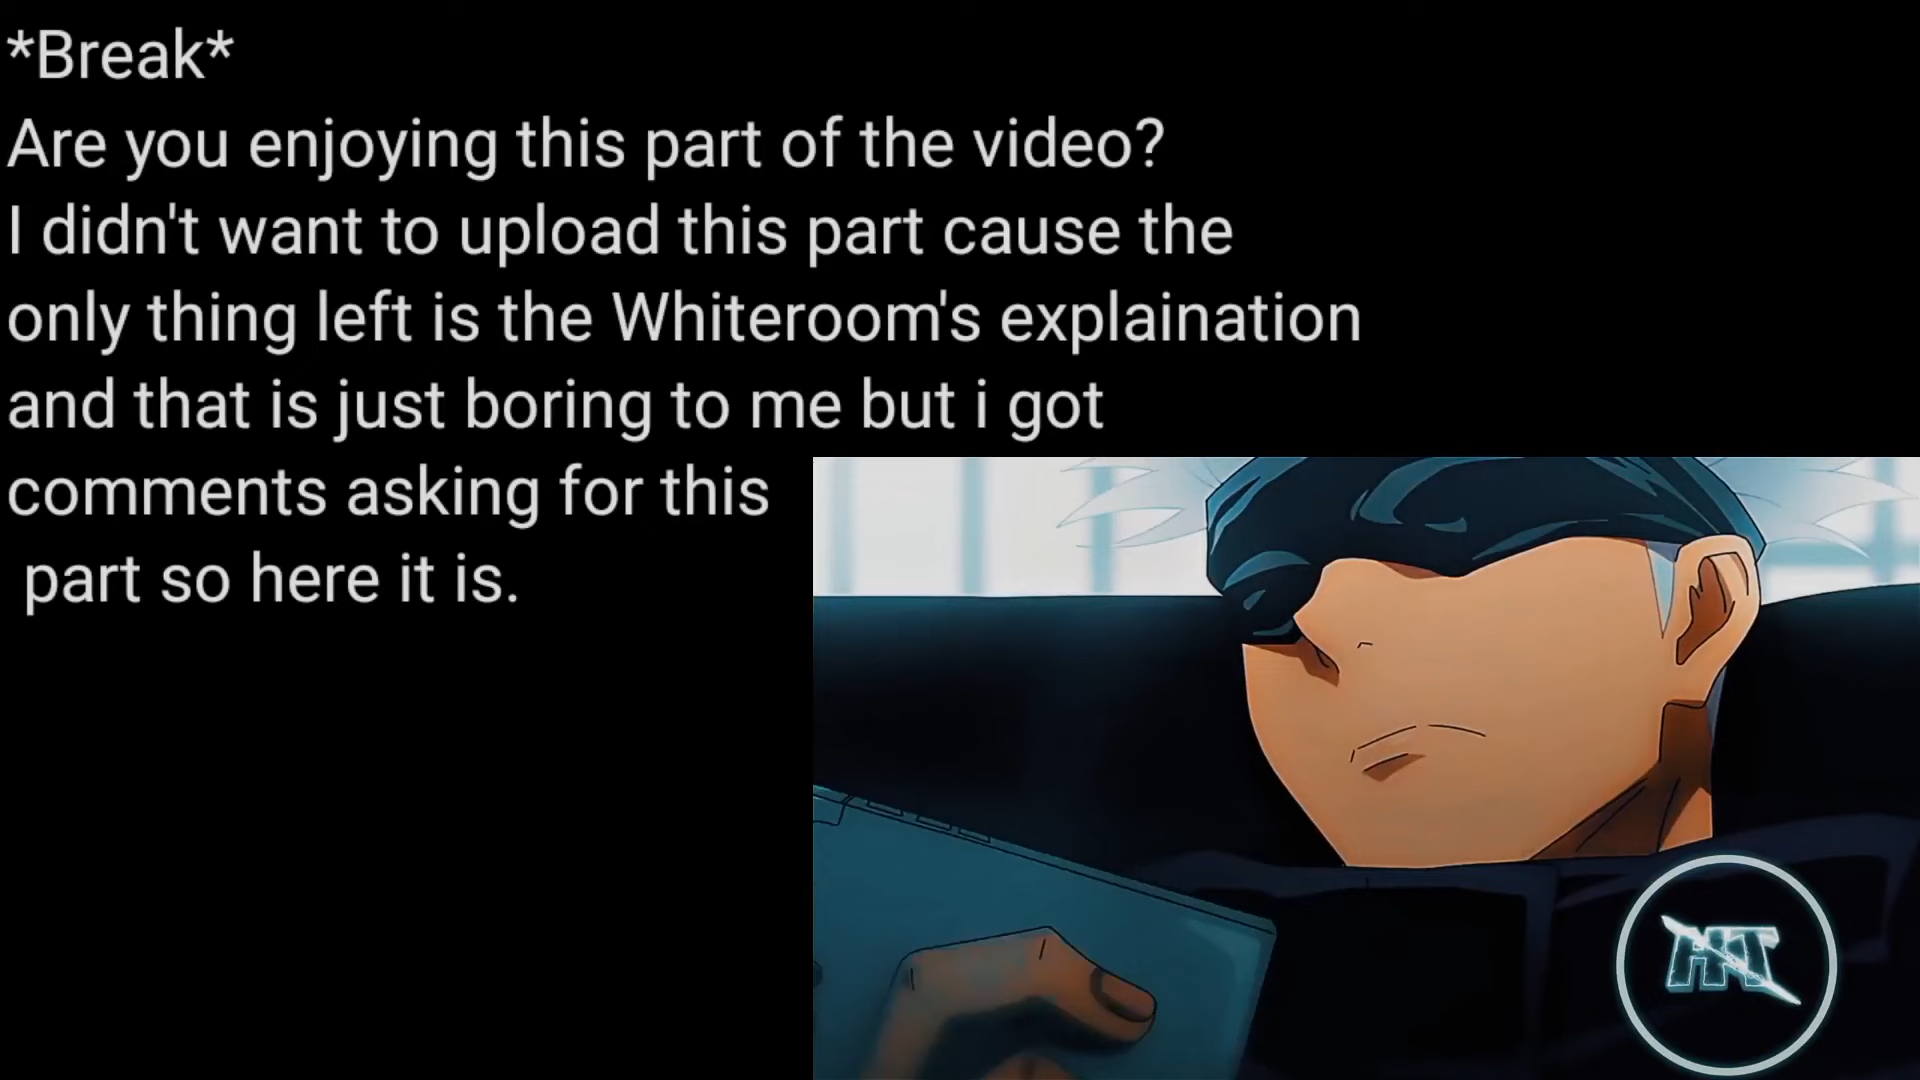 *Break*
Are you enjoying this part of the video?
I didn't want to upload this part cause the
only thing left is the Whiteroom's explaination
and that is just boring to me but i got
comments asking for this
part so here it is.